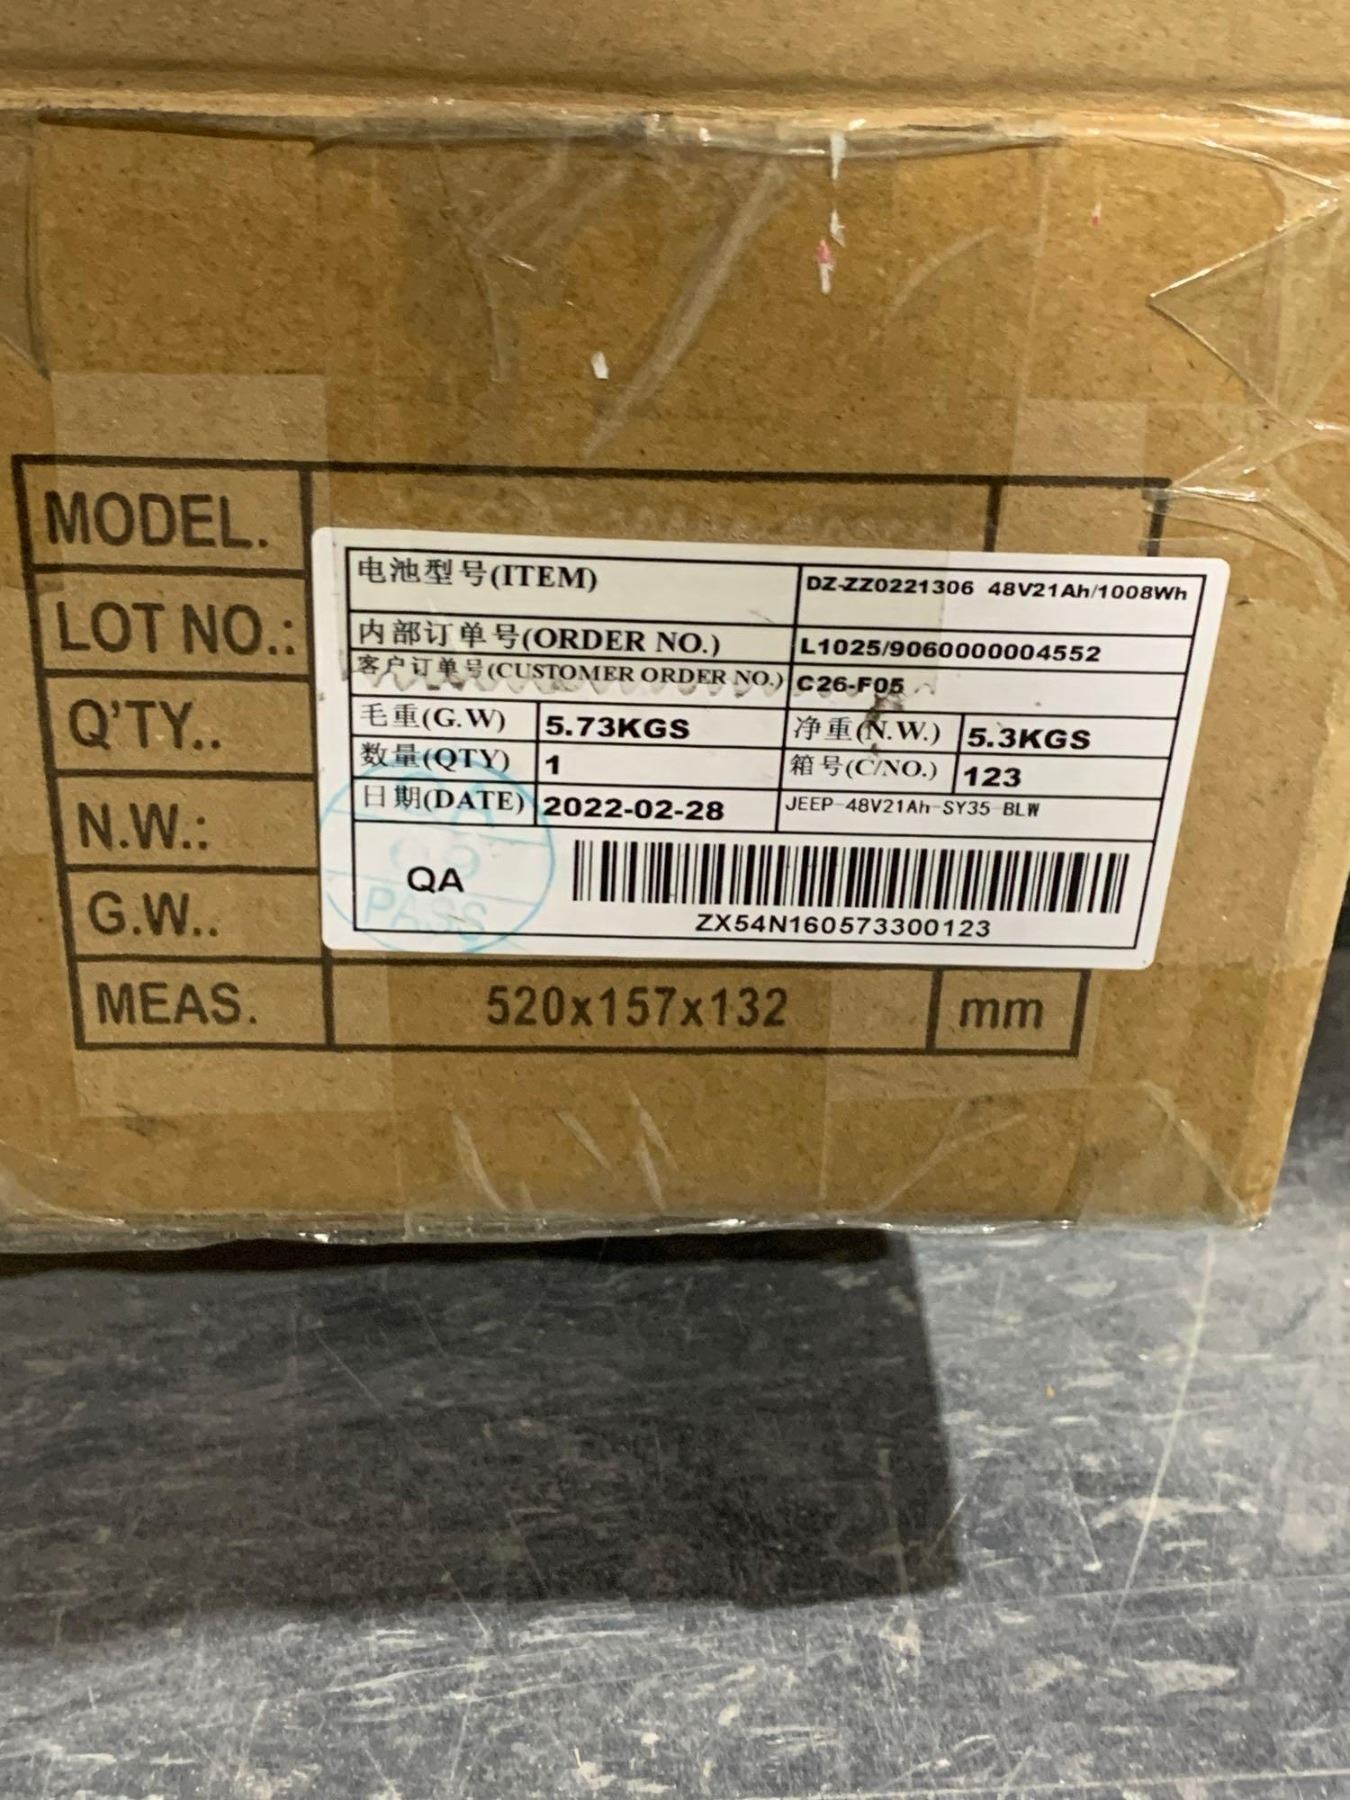 MODEL.
LOT NO.:
Q'TY..
N.W.:
G.W..
MEAS. 520x157x132 mm
电池型号(ITEM) DZ-ZZ0221306 48V21Ah/1008Wh
内部订单号(ORDER NO.) L1025/9060000004552
客户订单号(CUSTOMER ORDER NO.) C26-F05
毛重(G.W) 5.73KGS 净重(N.W.) 5.3KGS
数量(QTY) 1 箱号(C/NO.) 123
日期(DATE) 2022-02-28 JEEP-48V21Ah-SY35-BLW
QA
ZX54N160573300123
PASS